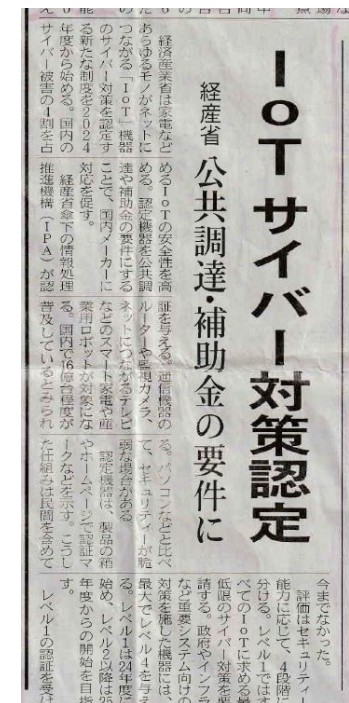 IoTサイバー対策認定
経産省 公共調達・補助金の要件に
経済産業省は家電など
あらゆるモノがネットに
つながる「IoT」機器
のサイバー対策を認定す
る新たな制度を2024
年度から始める。国内の
サイバー被害の4割を占
めるIoTの安全性を高
める。認定機器を公共調
達や補助金の要件にする
ことで、国内メーカーに
対応を促す。
経産省傘下の情報処理
推進機構(IPA)が認
証を与える。通信機器の
ルーターや監視カメラ、
ネットにつながるテレビ
などのスマート家電や産
業用ロボットが対象にな
る。国内で16億台程度が
普及しているとみられ
る。パソコンなどと比べ
て、セキュリティーが脆
弱な場合がある。
認定機器は、製品の箱
やホームページで認証マ
ークなどを示す。こうし
た仕組みは民間を含めて
今までなかった。
評価はセキュリティー
能力に応じて、4段階に
分ける。レベル1ではす
べてのIoTに求める最
低限のサイバー対策を要
請する。政府やインフラ
など重要システム向けの
対策を施した機器には、
最大でレベル4を与え
る。レベル1は24年度に
始め、レベル2以降は25
年度からの開始を目指
す。
レベル1の認証を受け